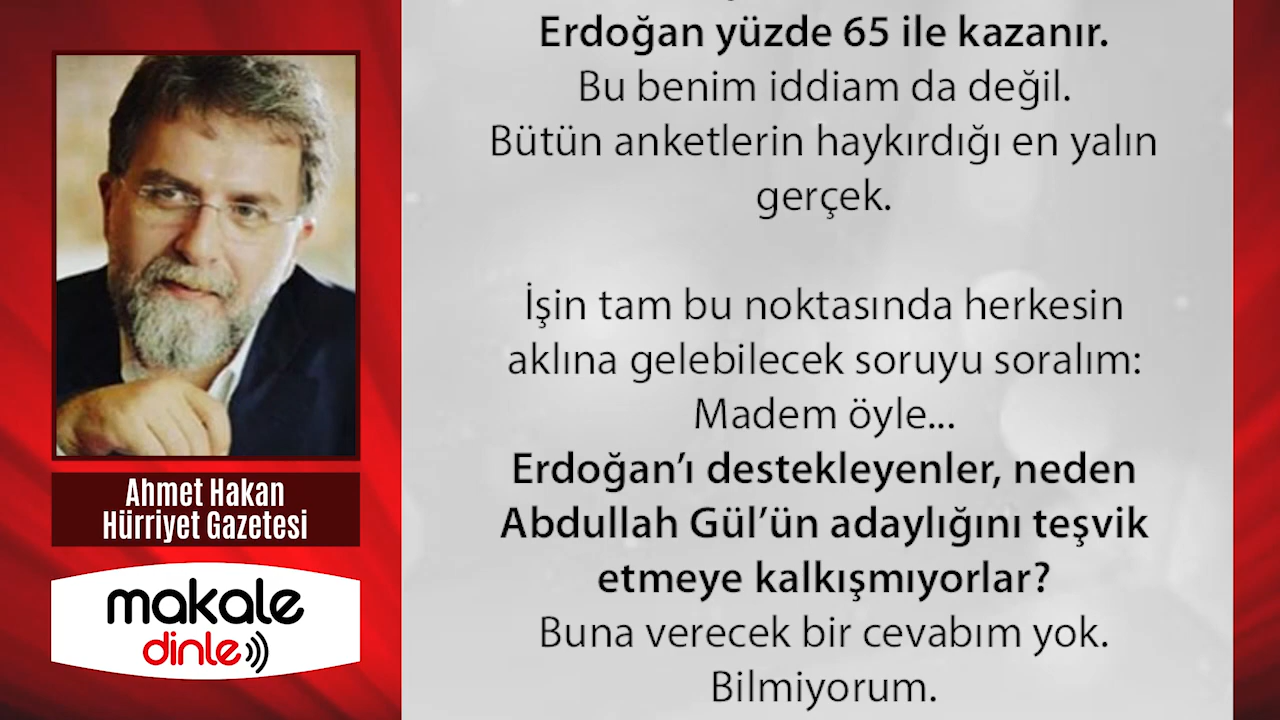 Erdoğan yüzde 65 ile kazanır.
Bu benim iddiam da değil.
Bütün anketlerin haykırdığı en yalın
gerçek.
İşin tam bu noktasında herkesin
aklına gelebilecek soruyu soralım:
Madem öyle...
Erdoğan’ı destekleyenler, neden
Abdullah Gül’ün adaylığını teşvik
etmeye kalkışmıyorlar?
Buna verecek bir cevabım yok.
Bilmiyorum.
Ahmet Hakan
Hürriyet Gazetesi
makale
dinle